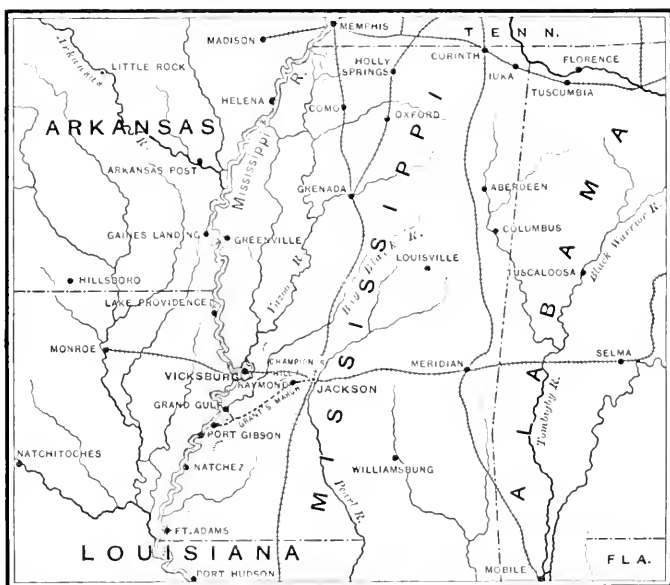 MEMPHIS
TENN.
MADISON
Arkansas R.
LITTLE ROCK
HOLLY SPRINGS
CORINTH
FLORENCE
IUKA
TUSCUMBIA
HELENA
COMO
OXFORD
ARKANSAS
Mississippi R.
ARKANSAS POST
GRENADA
ABERDEEN
MISSISSIPPI
ALABAMA
GAINES LANDING
GREENVILLE
COLUMBUS
Yazoo R.
Big Black R.
LOUISVILLE
TUSCALOOSA
Black Warrior R.
HILLSBORO
LAKE PROVIDENCE
MONROE
VICKSBURG
CHAMPION'S HILL
RAYMOND
JACKSON
MERIDIAN
SELMA
GRAND GULF
GRANT'S MARCH
PORT GIBSON
Tombigby R.
NATCHITOCHES
NATCHEZ
WILLIAMSBURG
Pearl R.
FT. ADAMS
LOUISIANA
PORT HUDSON
MOBILE
FLA.